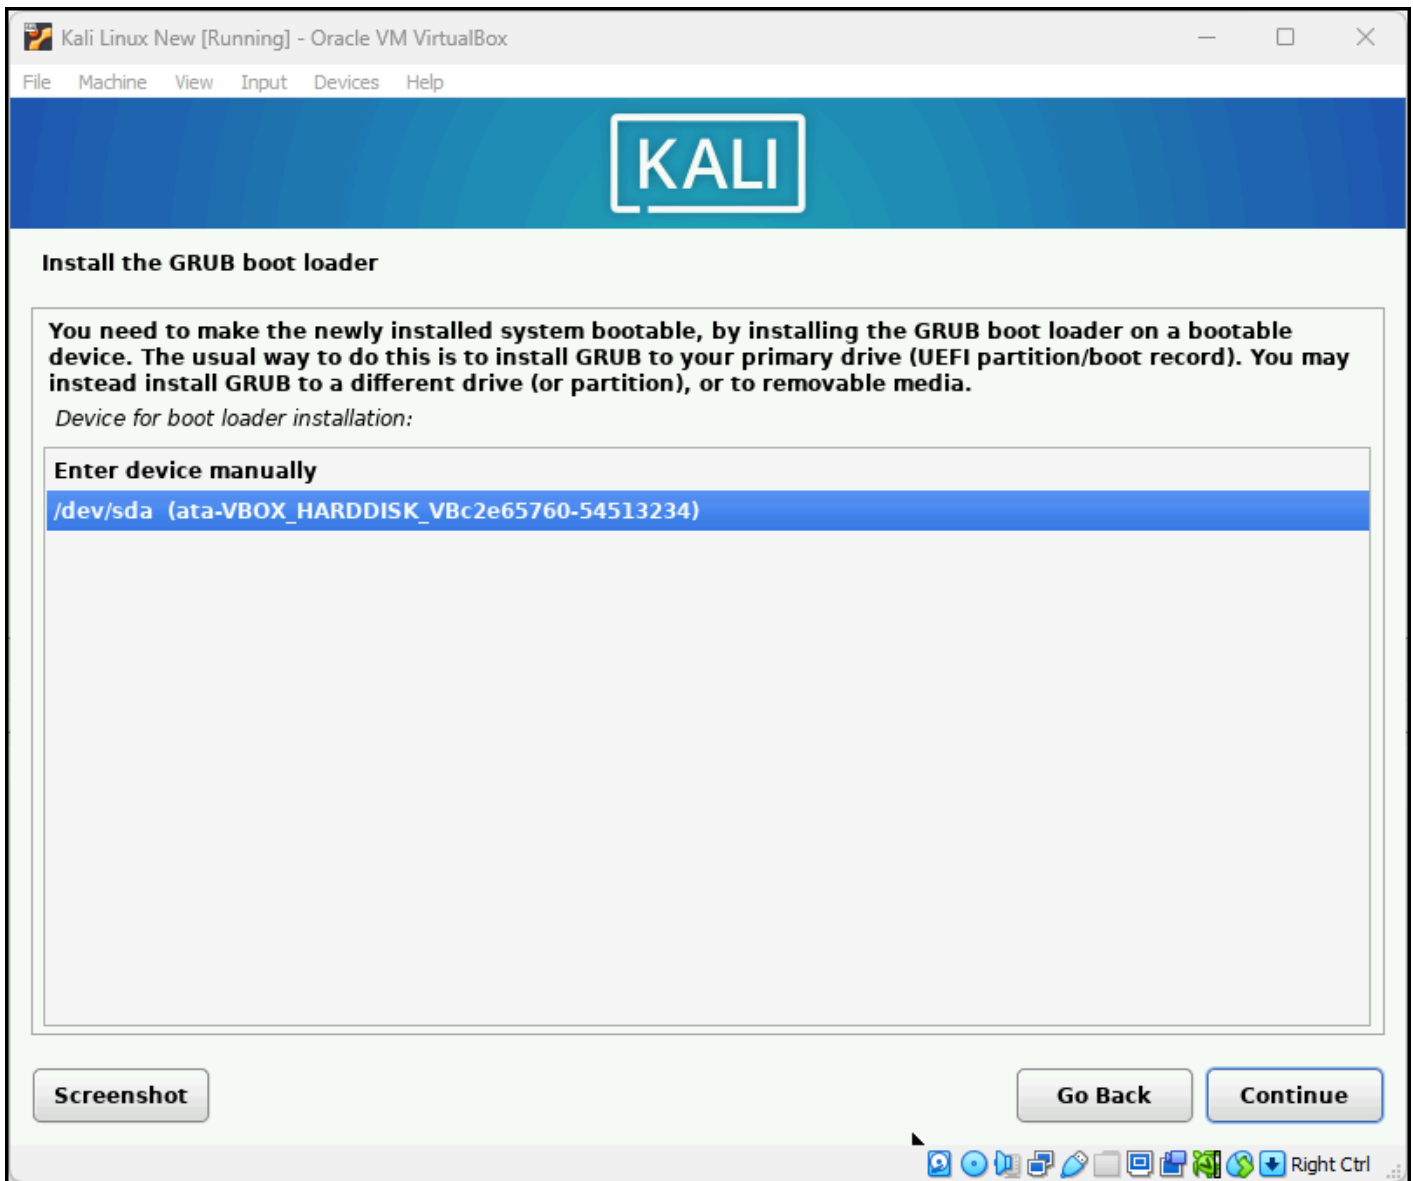 Kali Linux New [Running] - Oracle VM VirtualBox
File Machine View Input Devices Help
KALI
Install the GRUB boot loader
You need to make the newly installed system bootable, by installing the GRUB boot loader on a bootable
device. The usual way to do this is to install GRUB to your primary drive (UEFI partition/boot record). You may
instead install GRUB to a different drive (or partition), or to removable media.
Device for boot loader installation:
Enter device manually
/dev/sda (ata-VBOX_HARDDISK_VBc2e65760-54513234)
Screenshot Go Back Continue
Right Ctrl